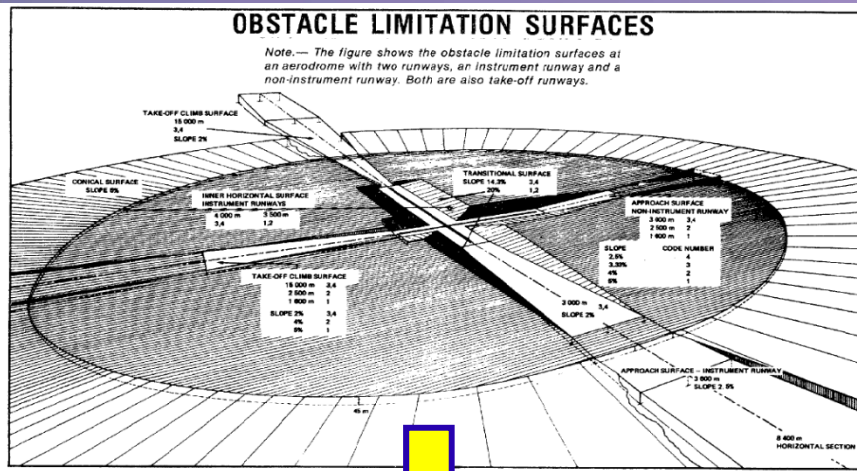 OBSTACLE LIMITATION SURFACES
Note.— The figure shows the obstacle limitation surfaces at
an aerodrome with two runways, an instrument runway and a
non-instrument runway. Both are also take-off runways.
TAKE-OFF CLIMB SURFACE
15 000 m
3,4
SLOPE 2%
CONICAL SURFACE
SLOPE 5%
INNER HORIZONTAL SURFACE
INSTRUMENT RUNWAYS
4 000 m 3 500 m
3,4 1,2
TRANSITIONAL SURFACE
SLOPE 14.3% 3,4
20% 1,2
APPROACH SURFACE
NON-INSTRUMENT RUNWAY
3 000 m 3,4
2 500 m 2
1 600 m 1
SLOPE CODE NUMBER
2.5% 4
3.33% 3
4% 2
5% 1
TAKE-OFF CLIMB SURFACE
15 000 m 3,4
2 500 m 2
1 600 m 1
SLOPE 2% 3,4
4% 2
5% 1
3 000 m 3,4
SLOPE 2%
APPROACH SURFACE – INSTRUMENT RUNWAY
3 600 m
SLOPE 2.5%
45 m
8 400 m
HORIZONTAL SECTION